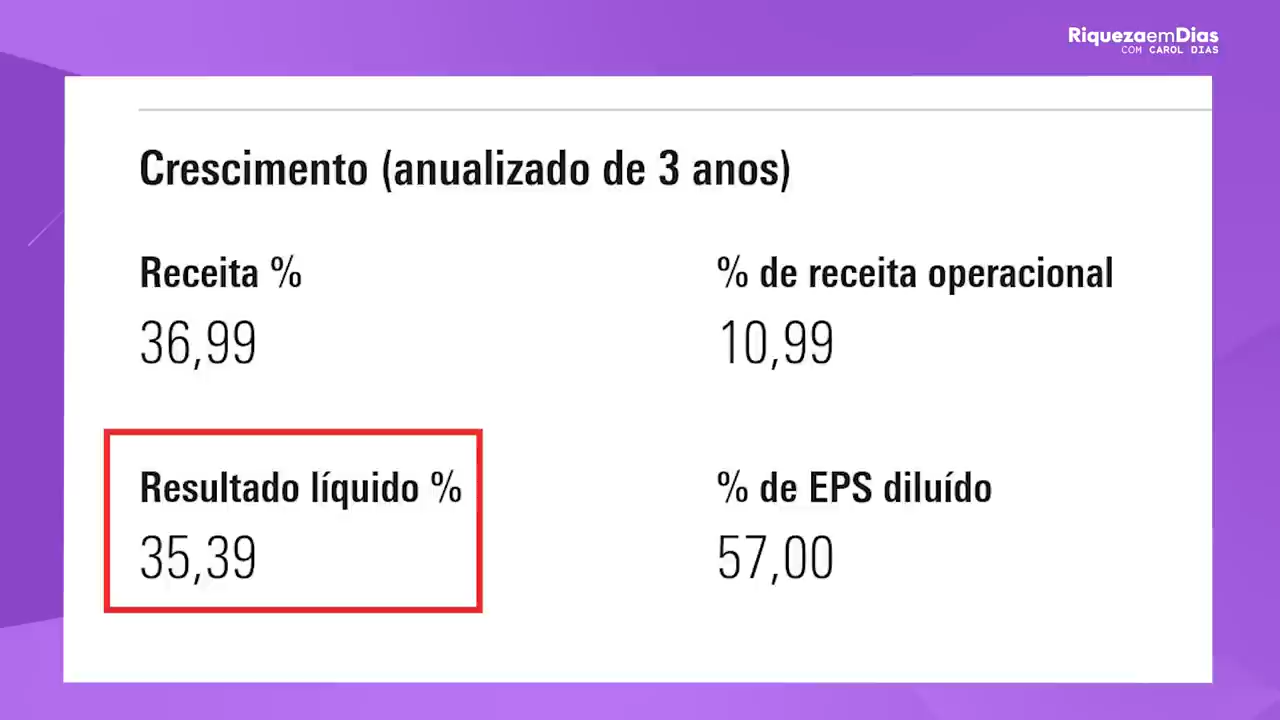 RiquezaemDias
COM CAROL DIAS
Crescimento (anualizado de 3 anos)
Receita %
36,99
% de receita operacional
10,99
Resultado líquido %
35,39
% de EPS diluído
57,00